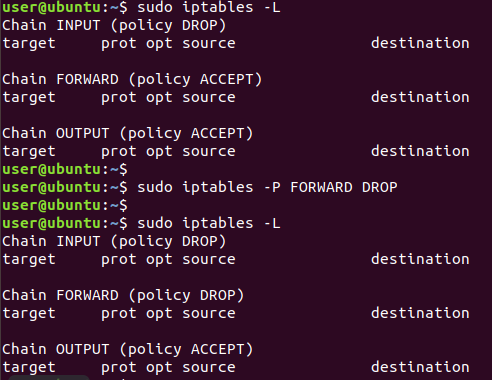 user@ubuntu:~$ sudo iptables -L
Chain INPUT (policy DROP)
target     prot opt source               destination

Chain FORWARD (policy ACCEPT)
target     prot opt source               destination

Chain OUTPUT (policy ACCEPT)
target     prot opt source               destination
user@ubuntu:~$
user@ubuntu:~$ sudo iptables -P FORWARD DROP
user@ubuntu:~$
user@ubuntu:~$ sudo iptables -L
Chain INPUT (policy DROP)
target     prot opt source               destination

Chain FORWARD (policy DROP)
target     prot opt source               destination

Chain OUTPUT (policy ACCEPT)
target     prot opt source               destination